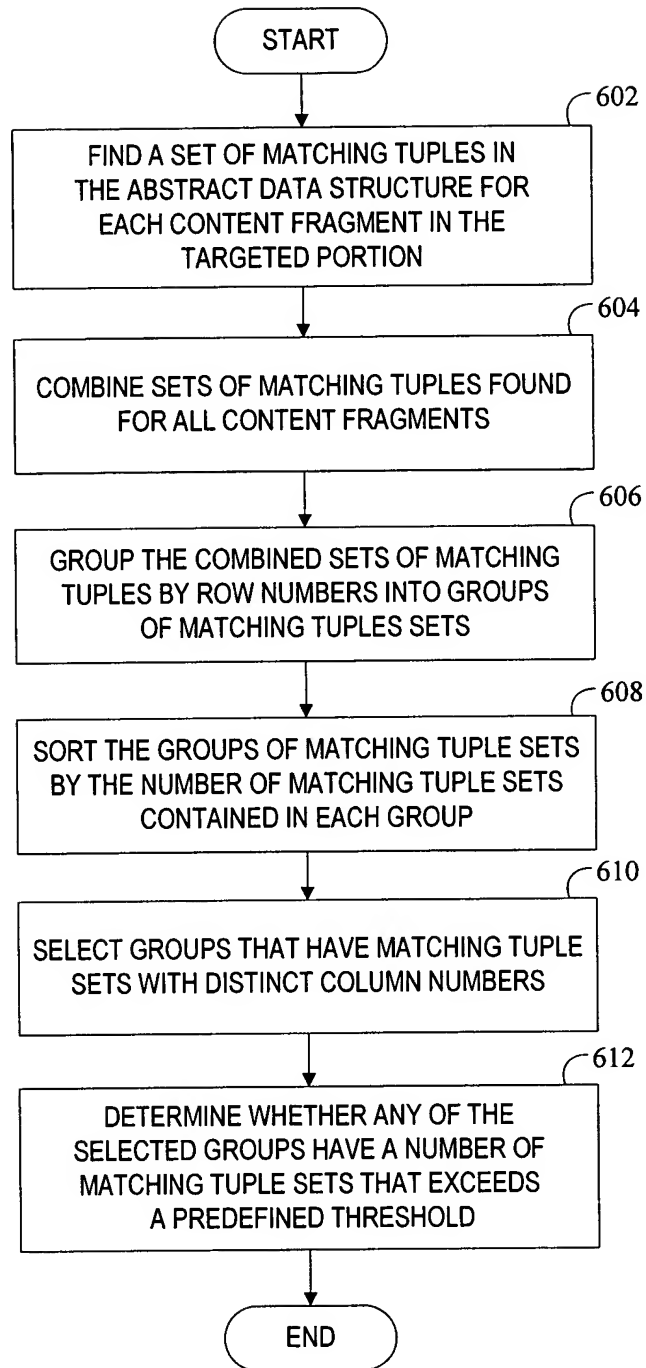 START
602
FIND A SET OF MATCHING TUPLES IN
THE ABSTRACT DATA STRUCTURE FOR
EACH CONTENT FRAGMENT IN THE
TARGETED PORTION
604
COMBINE SETS OF MATCHING TUPLES FOUND
FOR ALL CONTENT FRAGMENTS
606
GROUP THE COMBINED SETS OF MATCHING
TUPLES BY ROW NUMBERS INTO GROUPS
OF MATCHING TUPLES SETS
608
SORT THE GROUPS OF MATCHING TUPLE SETS
BY THE NUMBER OF MATCHING TUPLE SETS
CONTAINED IN EACH GROUP
610
SELECT GROUPS THAT HAVE MATCHING TUPLE
SETS WITH DISTINCT COLUMN NUMBERS
612
DETERMINE WHETHER ANY OF THE
SELECTED GROUPS HAVE A NUMBER OF
MATCHING TUPLE SETS THAT EXCEEDS
A PREDEFINED THRESHOLD
END